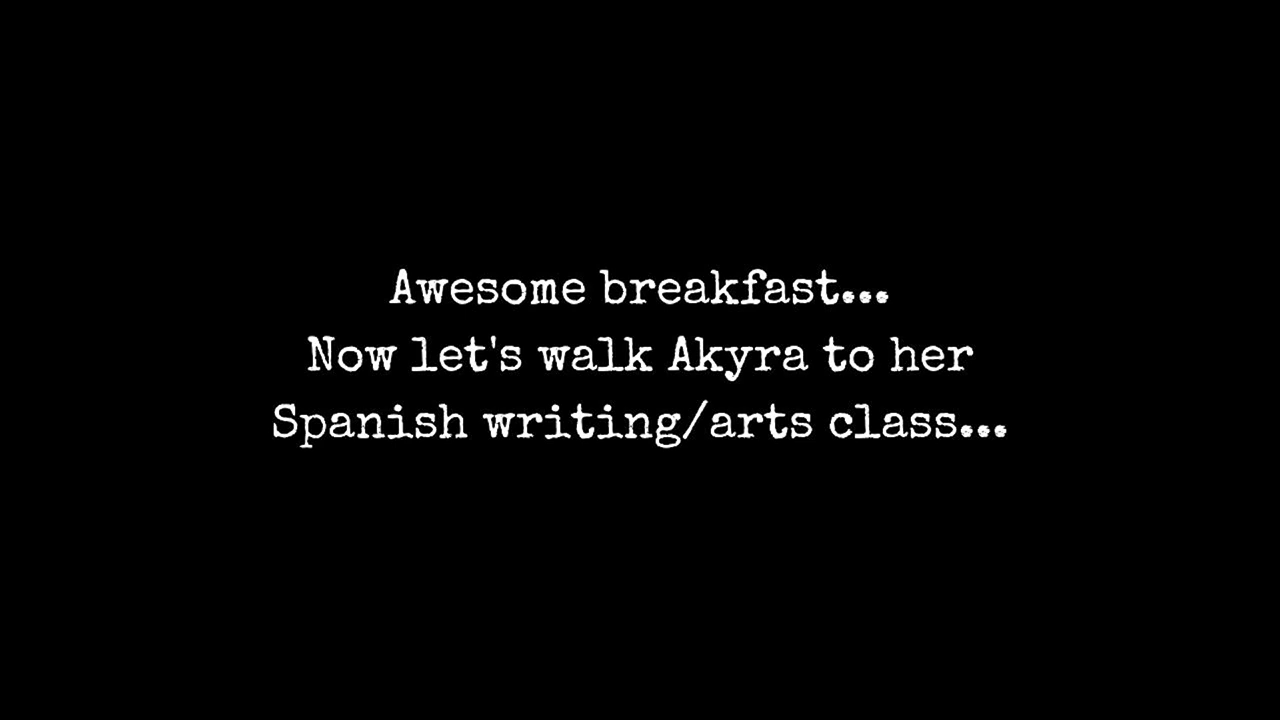 Awesome breakfast...
Now let's walk Akyra to her
Spanish writing/arts class...